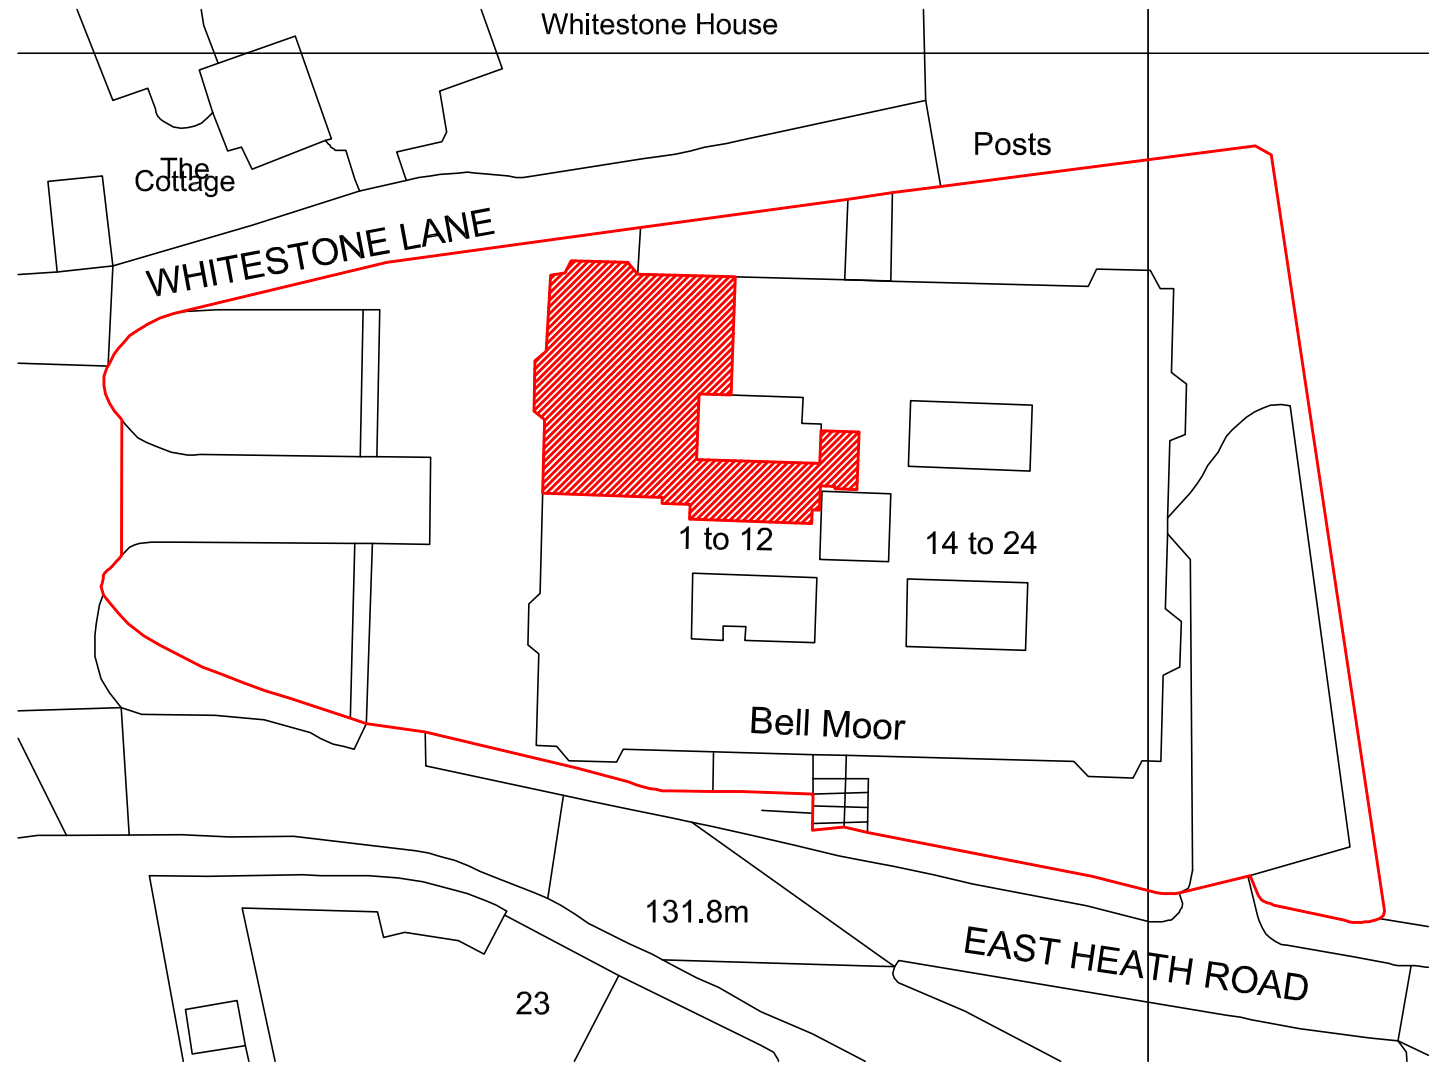 Whitestone House
Posts
The
Cottage
WHITESTONE LANE
1 to 12
14 to 24
Bell Moor
131.8m
EAST HEATH ROAD
23